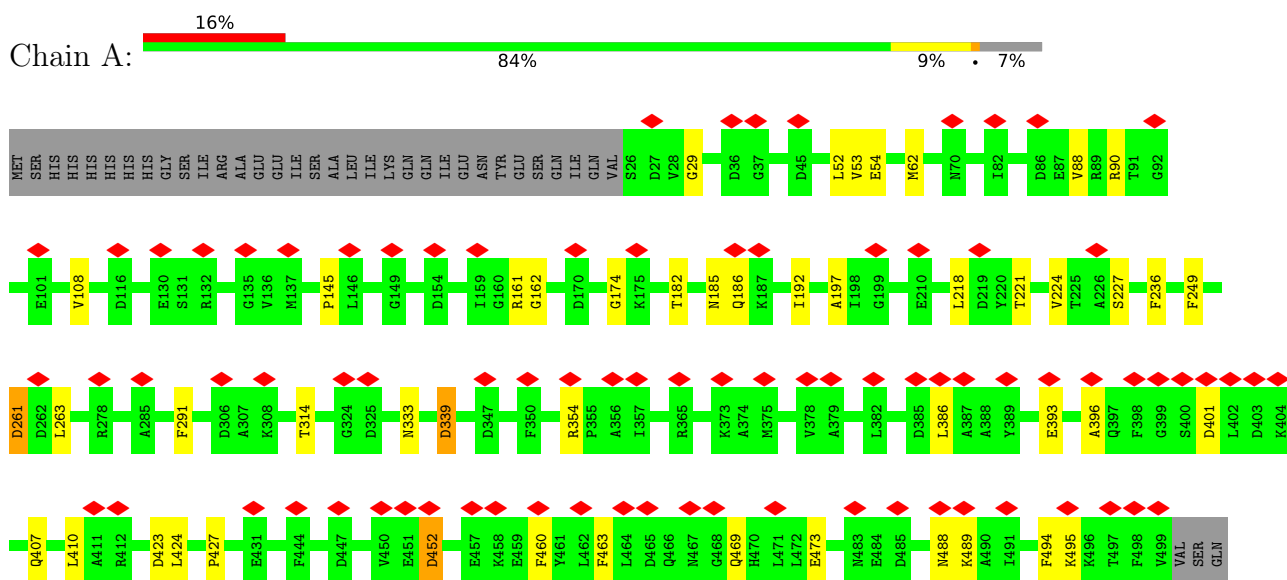 16%
Chain A:
84% 9% • 7%
MET SER HIS HIS HIS HIS HIS HIS GLY SER ILE ARG ALA GLU GLU ILE SER ALA LEU ILE LYS GLN GLN ILE GLU ASN TYR GLU SER GLN ILE GLN VAL S26 D27 V28 G29 D36 G37 D45 L52 V53 E54 M62 N70 I82 D86 E87 V88 R89 R90 T91 G92
E101 V108 D116 E130 S131 R132 G135 V136 M137 P145 L146 G149 D154 I159 G160 R161 G162 D170 G174 K175 T182 N185 Q186 K187 I192 A197 I198 G199 E210 L218 D219 Y220 T221 V224 T225 A226 S227 F236 F249
D261 D262 L263 R278 A285 F291 D306 A307 K308 T314 G324 D325 N333 D339 D347 F350 R354 P355 A356 I357 R365 K373 A374 M375 V378 A379 L382 D385 L386 A387 A388 Y389 E393 A396 Q397 F398 G399 S400 D401 L402 D403 K404
Q407 L410 A411 R412 D423 L424 P427 E431 F444 D447 V450 E451 D452 E457 K458 E459 F460 Y461 L462 F463 L464 D465 Q466 N467 G468 Q469 H470 L471 L472 E473 N483 E484 D485 N488 K489 A490 I491 F494 K495 K496 T497 F498 V499 VAL SER GLN